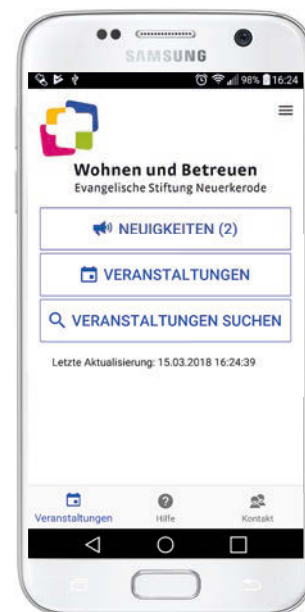 SAMSUNG
98% 16:24
Wohnen und Betreuen
Evangelische Stiftung Neuerkerode
NEUIGKEITEN (2)
VERANSTALTUNGEN
VERANSTALTUNGEN SUCHEN
Letzte Aktualisierung: 15.03.2018 16:24:39
Veranstaltungen Hilfe Kontakt